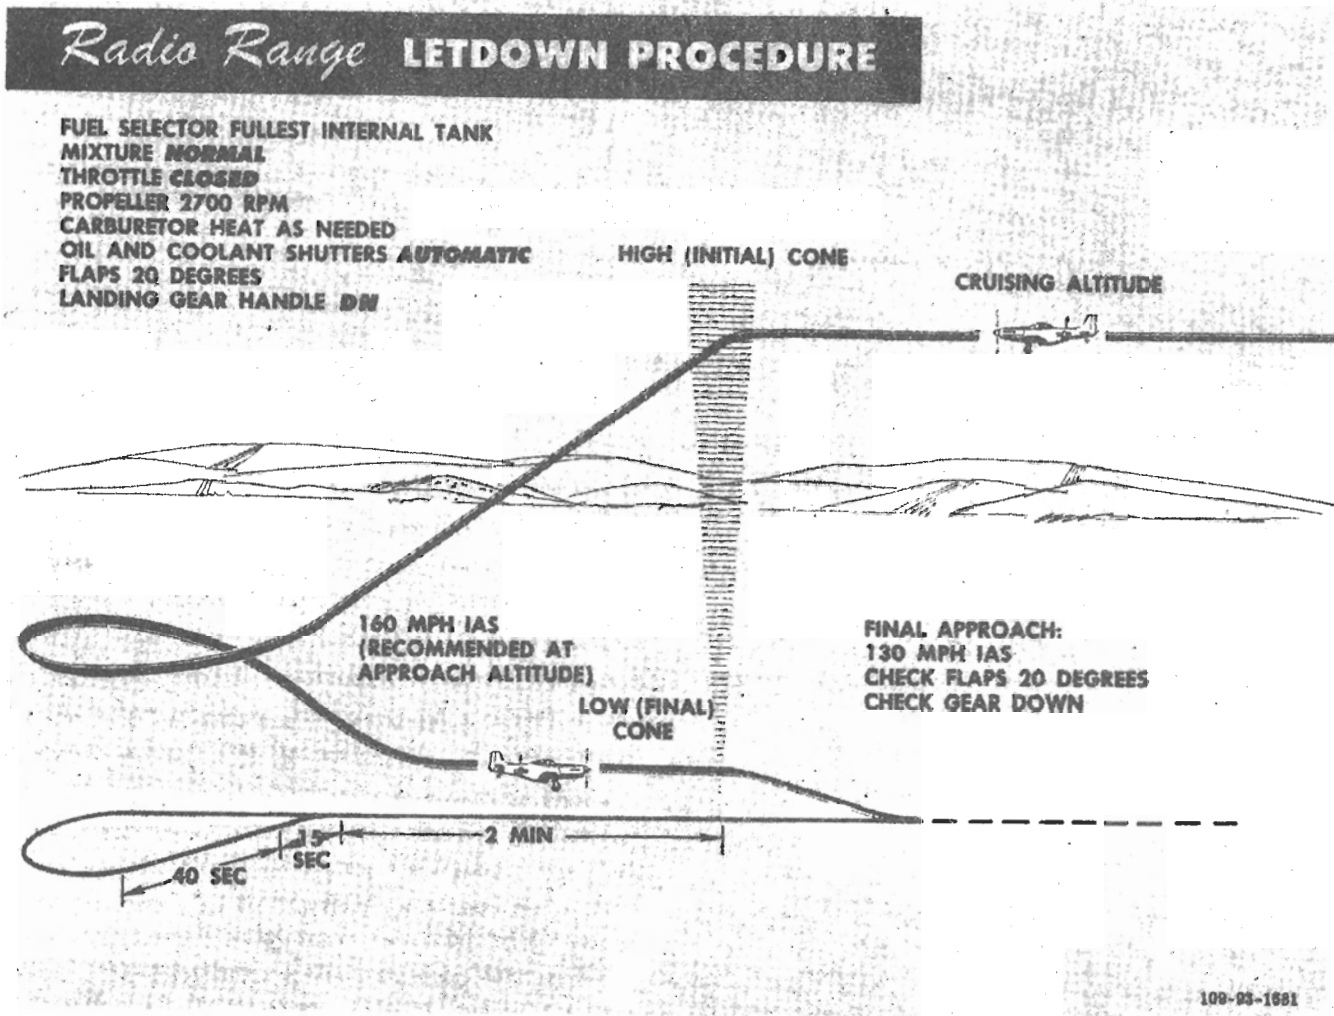 Radio Range LETDOWN PROCEDURE
FUEL SELECTOR FULLEST INTERNAL TANK
MIXTURE NORMAL
THROTTLE CLOSED
PROPELLER 2700 RPM
CARBURETOR HEAT AS NEEDED
OIL AND COOLANT SHUTTERS AUTOMATIC
FLAPS 20 DEGREES
LANDING GEAR HANDLE DN
HIGH (INITIAL) CONE
CRUISING ALTITUDE
160 MPH IAS
(RECOMMENDED AT
APPROACH ALTITUDE)
FINAL APPROACH:
130 MPH IAS
CHECK FLAPS 20 DEGREES
CHECK GEAR DOWN
LOW (FINAL)
CONE
2 MIN
15
SEC
40 SEC
109-93-1581